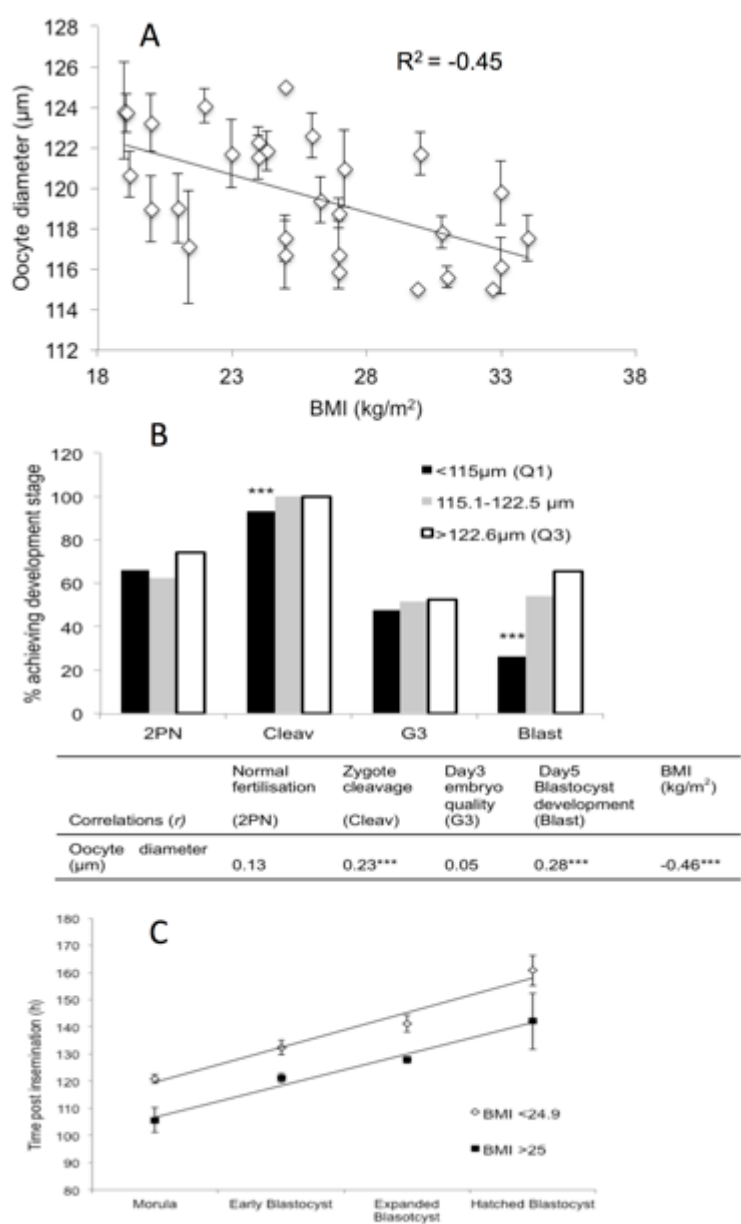 A
R² = -0.45
128
126
124
122
120
118
116
114
112
Oocyte diameter (µm)
18 23 28 33 38
BMI (kg/m²)
B
120
100
80
60
40
20
0
% achieving development stage
***
***
<115µm (Q1)
115.1-122.5 µm
>122.6µm (Q3)
2PN Cleav G3 Blast
Correlations (r)
Normal fertilisation (2PN)
Zygote cleavage (Cleav)
Day3 embryo quality (G3)
Day5 Blastocyst development (Blast)
BMI (kg/m²)
Oocyte diameter (µm)
0.13 0.23*** 0.05 0.28*** -0.46***
C
180
170
160
150
140
130
120
110
100
90
80
Time post insemination (h)
BMI <24.9
BMI >25
Morula Early Blastocyst Expanded Blasotcyst Hatched Blastocyst